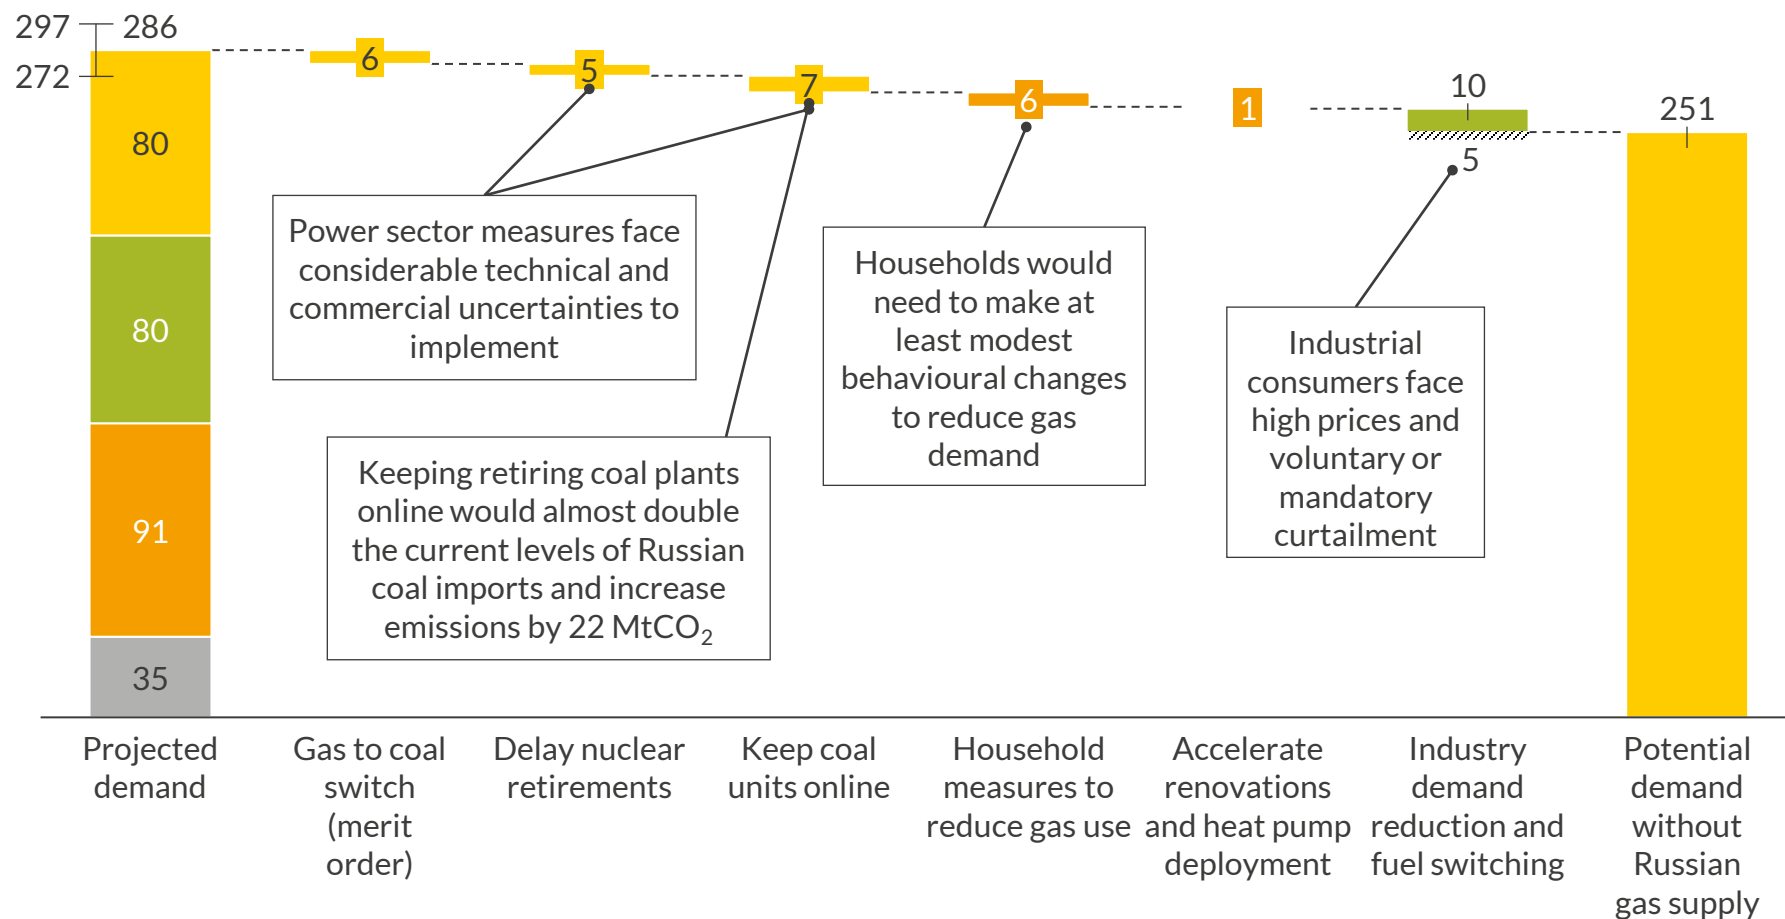 297
286
272
80
80
91
35
6
5
7
6
1
10
5
251
Power sector measures face
considerable technical and
commercial uncertainties to
implement
Keeping retiring coal plants
online would almost double
the current levels of Russian
coal imports and increase
emissions by 22 MtCO₂
Households would
need to make at
least modest
behavioural changes
to reduce gas
demand
Industrial
consumers face
high prices and
voluntary or
mandatory
curtailment
Projected
demand
Gas to coal
switch
(merit
order)
Delay nuclear
retirements
Keep coal
units online
Household
measures to
reduce gas use
Accelerate
renovations
and heat pump
deployment
Industry
demand
reduction and
fuel switching
Potential
demand
without
Russian
gas supply